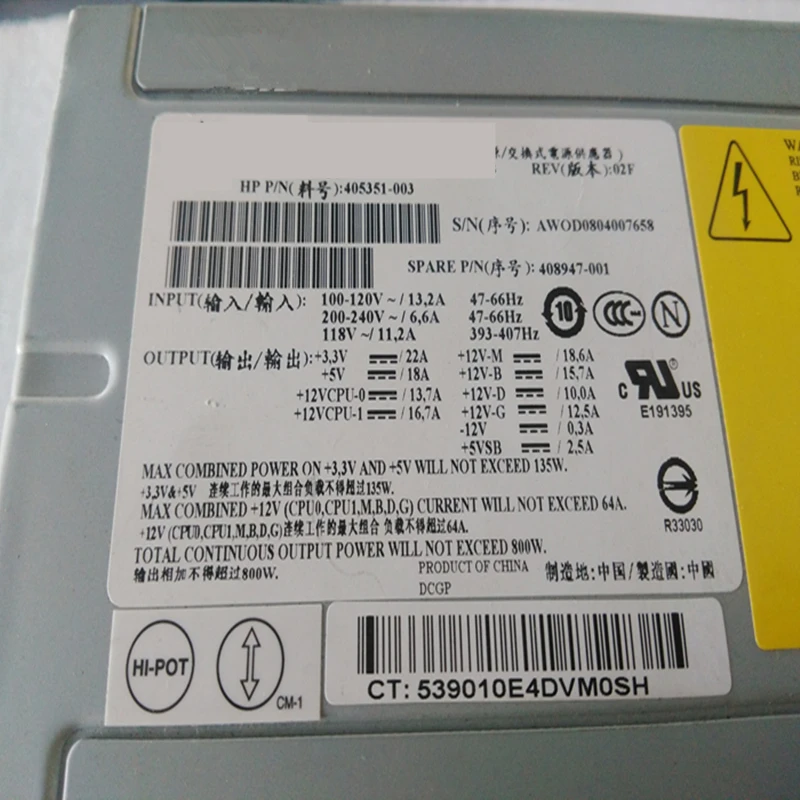 /交換式電源供應器)
REV(版本):02F
HP P/N(料号):405351-003
S/N(序号): AWOD0804007658
SPARE P/N(序号): 408947-001
INPUT(输入/輸入): 100-120V ~ / 13,2A 47-66Hz
200-240V ~ / 6,6A 47-66Hz
118V ~ / 11,2A 393-407Hz
10
CCC
N
OUTPUT(输出/輸出): +3,3V / 22A +12V-M / 18,6A
+5V / 18A +12V-B / 15,7A
+12VCPU-0 / 13,7A +12V-D / 10,0A
+12VCPU-1 / 16,7A +12V-G / 12,5A
-12V / 0,3A
+5VSB / 2,5A
C RU US
®
E191395
MAX COMBINED POWER ON +3,3V AND +5V WILL NOT EXCEED 135W.
+3,3V&+5V 连续工作的最大组合负载不得超过135W.
MAX COMBINED +12V (CPU0,CPU1,M,B,D,G) CURRENT WILL NOT EXCEED 64A.
+12V (CPU0,CPU1,M,B,D,G)连续工作的最大组合 负载不得超过64A.
R33030
TOTAL CONTINUOUS OUTPUT POWER WILL NOT EXCEED 800W.
输出相加不得超过800W.
PRODUCT OF CHINA 制造地:中国/製造國:中國
DCGP
HI-POT
CM-1
CT: 539010E4DVM0SH